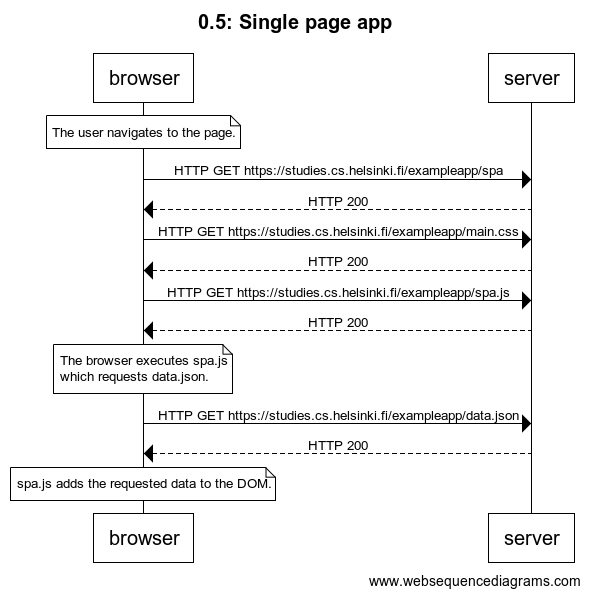 0.5: Single page app
browser
server
The user navigates to the page.
HTTP GET https://studies.cs.helsinki.fi/exampleapp/spa
HTTP 200
HTTP GET https://studies.cs.helsinki.fi/exampleapp/main.css
HTTP 200
HTTP GET https://studies.cs.helsinki.fi/exampleapp/spa.js
HTTP 200
The browser executes spa.js
which requests data.json.
HTTP GET https://studies.cs.helsinki.fi/exampleapp/data.json
HTTP 200
spa.js adds the requested data to the DOM.
browser
server
www.websequencediagrams.com